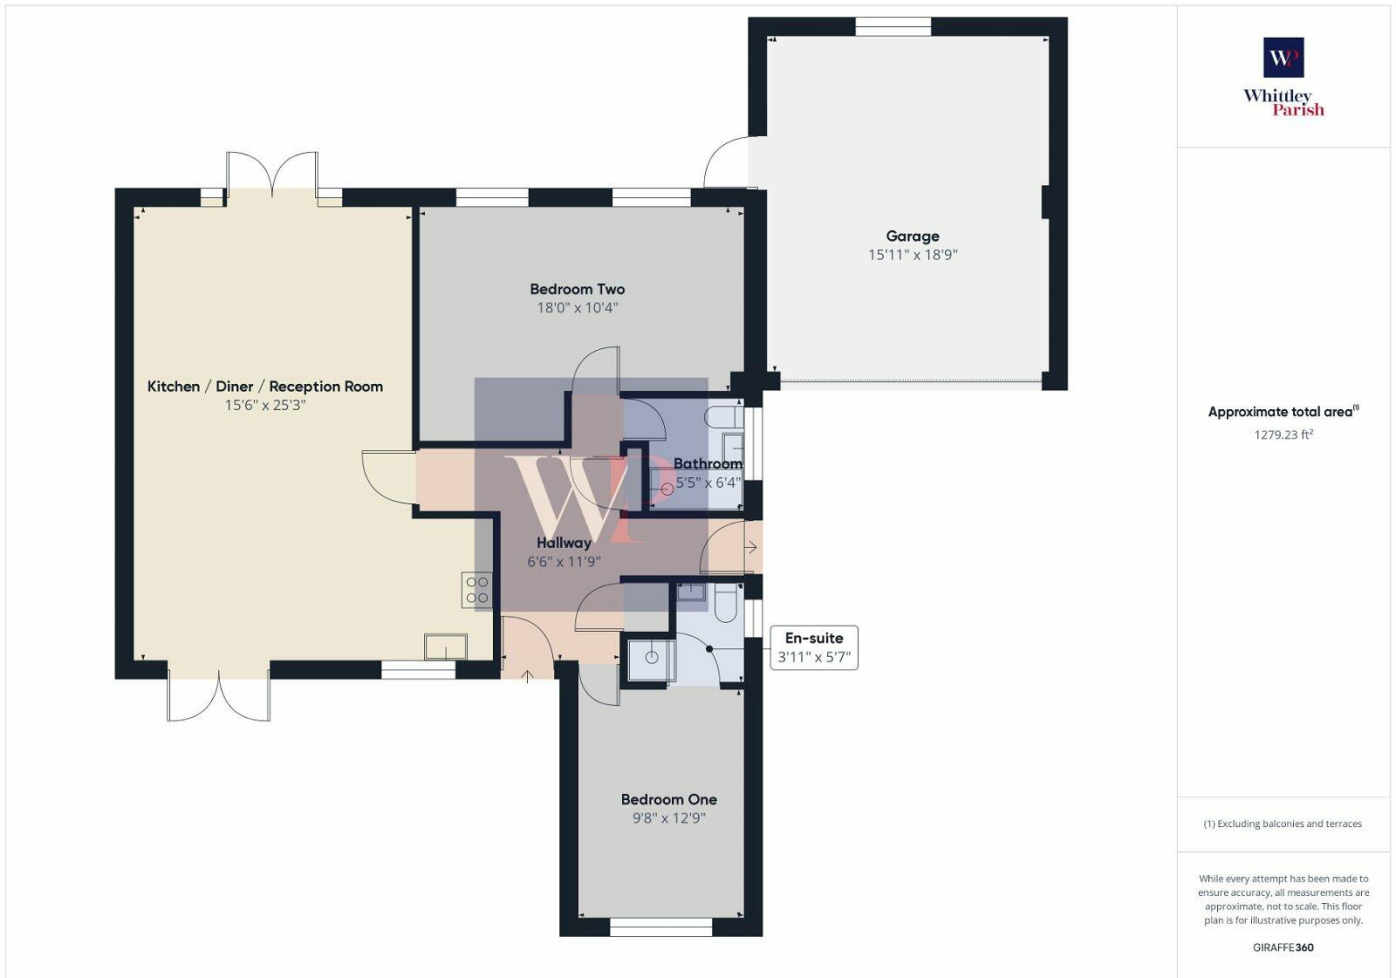 WP
Whittley
Parish
Garage
15'11" x 18'9"
Bedroom Two
18'0" x 10'4"
Kitchen / Diner / Reception Room
15'6" x 25'3"
Bathroom
5'5" x 6'4"
WP
Hallway
6'6" x 11'9"
En-suite
3'11" x 5'7"
Bedroom One
9'8" x 12'9"
Approximate total area(1)
1279.23 ft²
(1) Excluding balconies and terraces
While every attempt has been made to
ensure accuracy, all measurements are
approximate, not to scale. This floor
plan is for illustrative purposes only.
GIRAFFE360